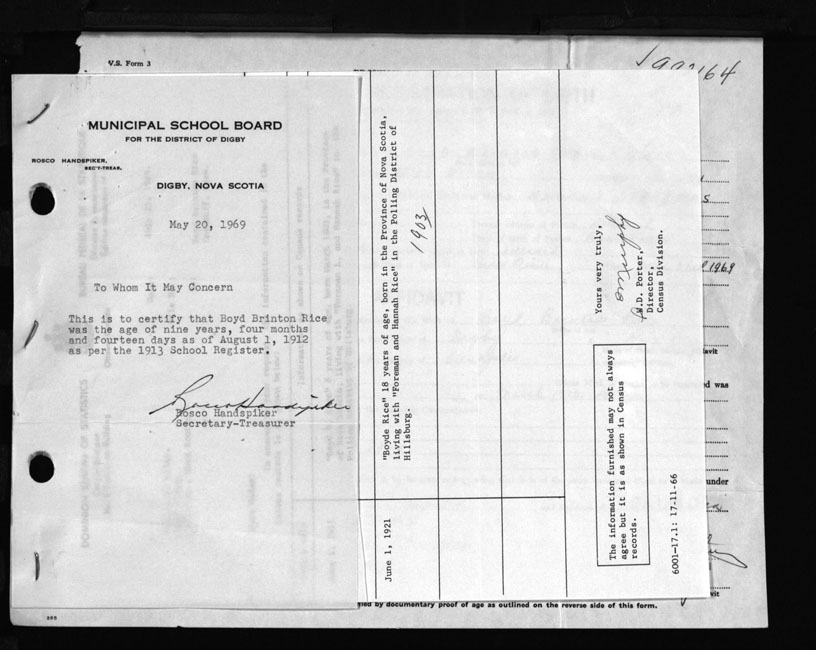 V.S. Form 3
MUNICIPAL SCHOOL BOARD
FOR THE DISTRICT OF DIGBY
ROSCO HANDSPIKER,
SEC'Y-TREAS.
DIGBY, NOVA SCOTIA
May 20, 1969
To Whom It May Concern
This is to certify that Boyd Brinton Rice
was the age of nine years, four months
and fourteen days as of August 1, 1912
as per the 1913 School Register.
Rosco Handspiker
Rosco Handspiker
Secretary-Treasurer
"Boyde Rice" 18 years of age, born in the Province of Nova Scotia,
living with "Foreman and Hannah Rice" in the Polling District of
Hillsburg.
1903
June 1, 1921
Yours very truly,
W.D. Porter,
Director,
Census Division.
The information furnished may not always
agree but it is as shown in Census
records.
6001-17.1: 17-11-66
1969
d was
under
by documentary proof of age as outlined on the reverse side of this form.